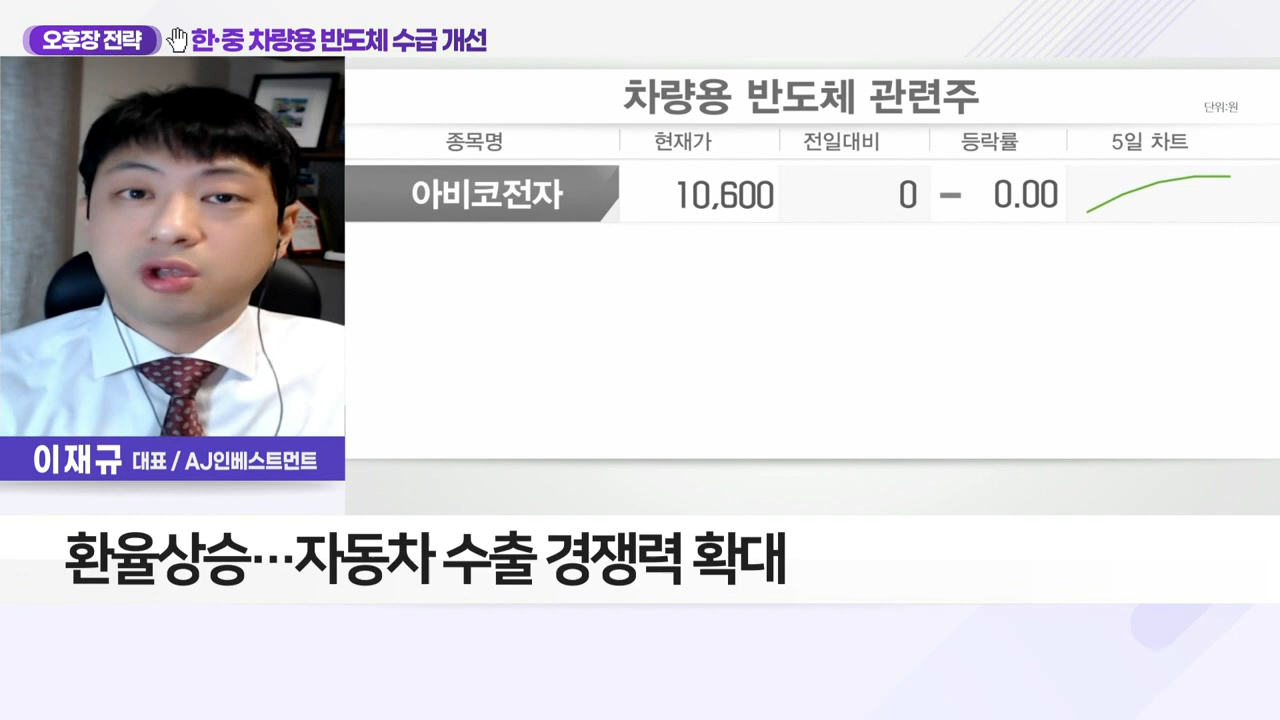 오후장 전략 한·중 차량용 반도체 수급 개선
차량용 반도체 관련주
단위:원
종목명 현재가 전일대비 등락률 5일 차트
아비코전자 10,600 0 – 0.00
이재규 대표 / AJ인베스트먼트
환율상승…자동차 수출 경쟁력 확대